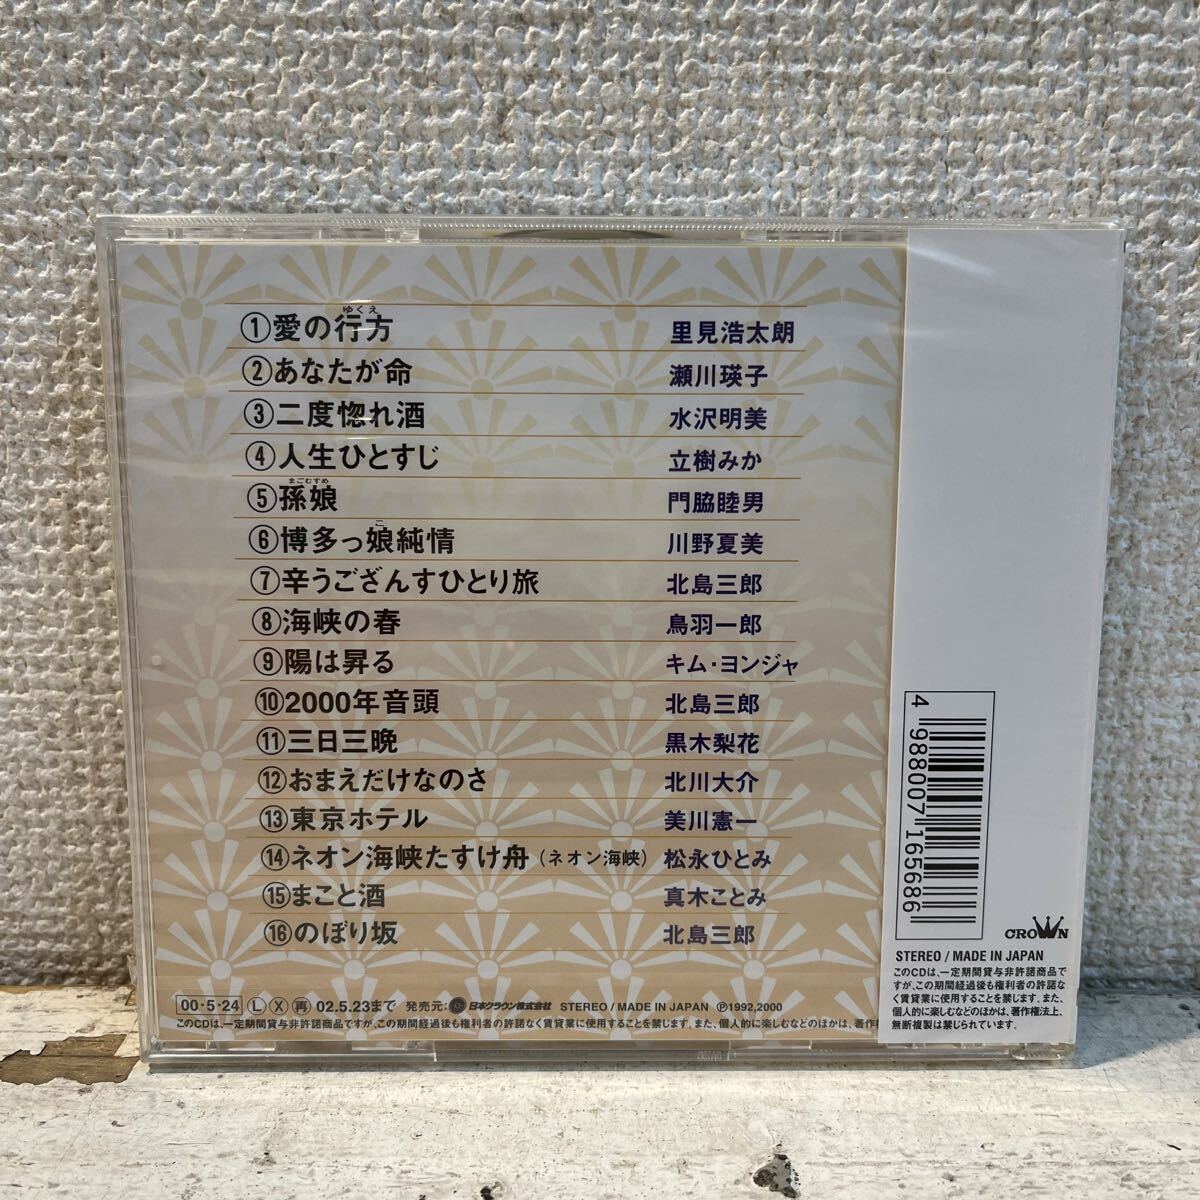 ゆくえ
①愛の行方 里見浩太朗
②あなたが命 瀬川瑛子
③二度惚れ酒 水沢明美
④人生ひとすじ 立樹みか
まごむすめ
⑤孫娘 門脇睦男
こ
⑥博多っ娘純情 川野夏美
⑦辛うござんすひとり旅 北島三郎
⑧海峡の春 鳥羽一郎
⑨陽は昇る キム・ヨンジャ
⑩2000年音頭 北島三郎
⑪三日三晩 黒木梨花
⑫おまえだけなのさ 北川大介
⑬東京ホテル 美川憲一
⑭ネオン海峡たすけ舟（ネオン海峡） 松永ひとみ
⑮まこと酒 真木ことみ
⑯のぼり坂 北島三郎
00・5・24 Ⓛ Ⓧ ㊢ 02.5.23まで 発売元: 日本クラウン株式会社 STEREO / MADE IN JAPAN ℗1992,2000
このCDは、一定期間貸与非許諾商品ですが、この期間経過後も権利者の許諾なく賃貸業に使用することを禁じます。また、個人的に楽しむなどのほかは、著作権
4 988007 165686
CROWN
STEREO / MADE IN JAPAN
このCDは、一定期間貸与非許諾商品で
すが、この期間経過後も権利者の許諾な
く賃貸業に使用することを禁じます。また、
個人的に楽しむなどのほかは、著作権法上、
無断複製は禁じられています。